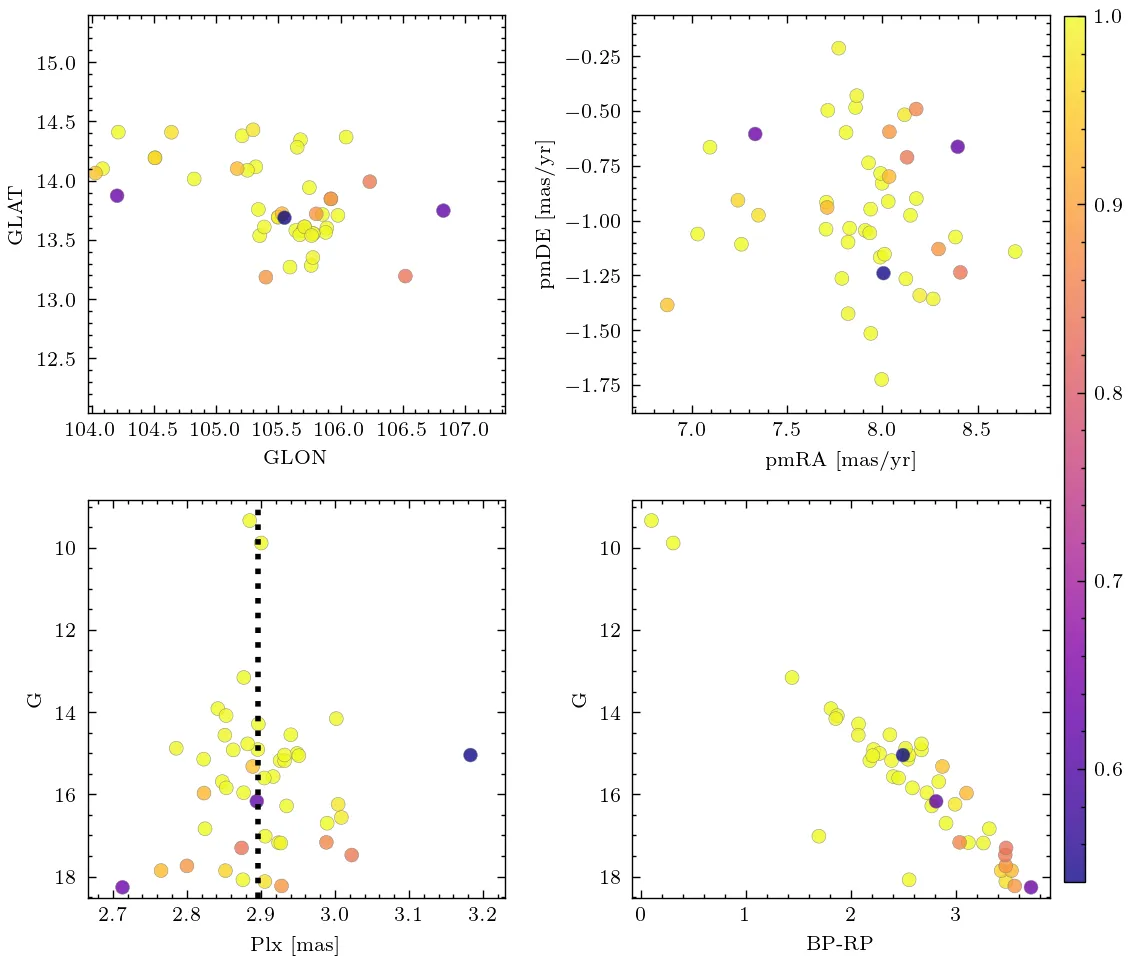 15.0
14.5
14.0
13.5
13.0
12.5
GLAT
104.0 104.5 105.0 105.5 106.0 106.5 107.0
GLON
−0.25
−0.50
−0.75
−1.00
−1.25
−1.50
−1.75
pmDE [mas/yr]
7.0 7.5 8.0 8.5
pmRA [mas/yr]
10
12
14
16
18
G
2.7 2.8 2.9 3.0 3.1 3.2
Plx [mas]
10
12
14
16
18
G
0 1 2 3
BP-RP
1.0
0.9
0.8
0.7
0.6